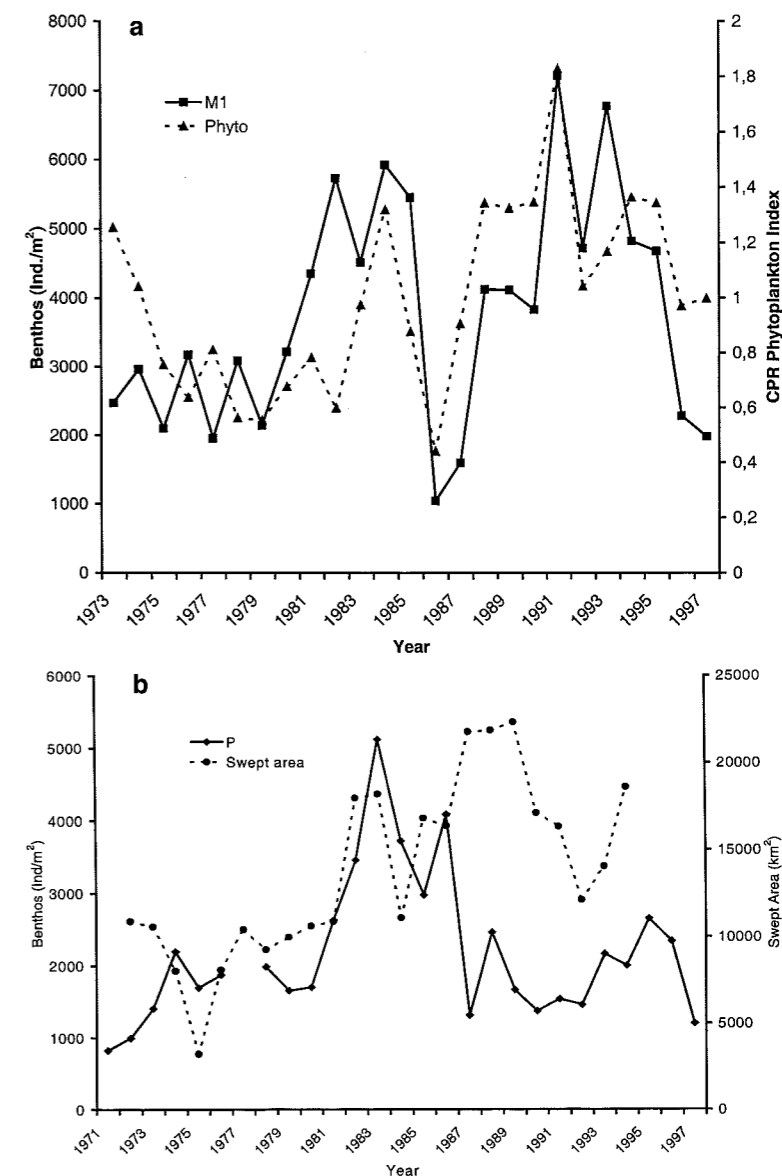 a
8000
7000
6000
5000
4000
3000
2000
1000
0
Benthos (Ind./m²)
M1
Phyto
2
1,8
1,6
1,4
1,2
1
0,8
0,6
0,4
0,2
0
CPR Phytoplankton Index
1973 1975 1977 1979 1981 1983 1985 1987 1989 1991 1993 1995 1997
Year
b
6000
5000
4000
3000
2000
1000
0
Benthos (Ind/m²)
P
Swept area
25000
20000
15000
10000
5000
0
Swept Area (km²)
1971 1973 1975 1977 1979 1981 1983 1985 1987 1989 1991 1993 1995 1997
Year